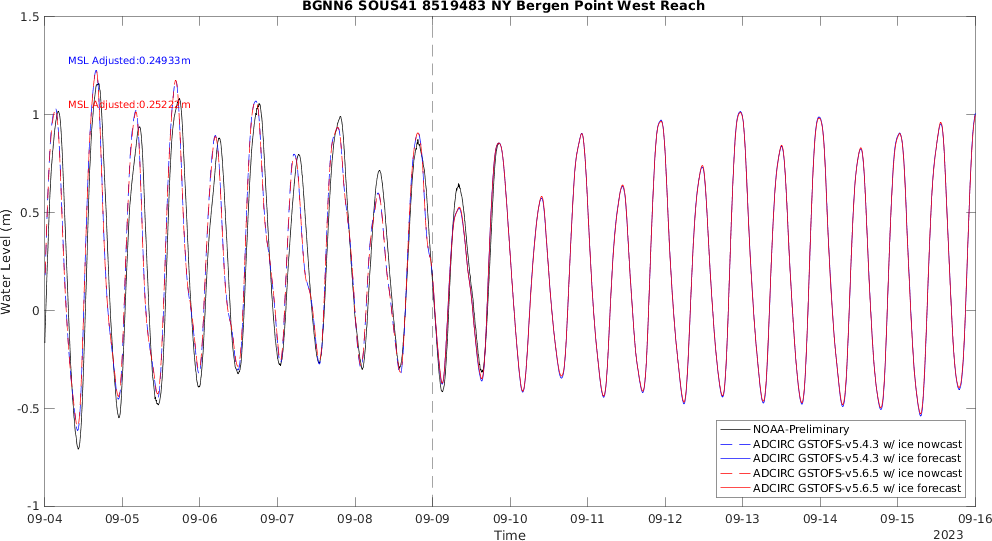 BGNN6 SOUS41 8519483 NY Bergen Point West Reach
1.5
MSL Adjusted:0.24933m
MSL Adjusted:0.25222m
1
0.5
0
-0.5
-1
Water Level (m)
NOAA-Preliminary
ADCIRC GSTOFS-v5.4.3 w/ ice nowcast
ADCIRC GSTOFS-v5.4.3 w/ ice forecast
ADCIRC GSTOFS-v5.6.5 w/ ice nowcast
ADCIRC GSTOFS-v5.6.5 w/ ice forecast
09-04 09-05 09-06 09-07 09-08 09-09 09-10 09-11 09-12 09-13 09-14 09-15 09-16
Time
2023